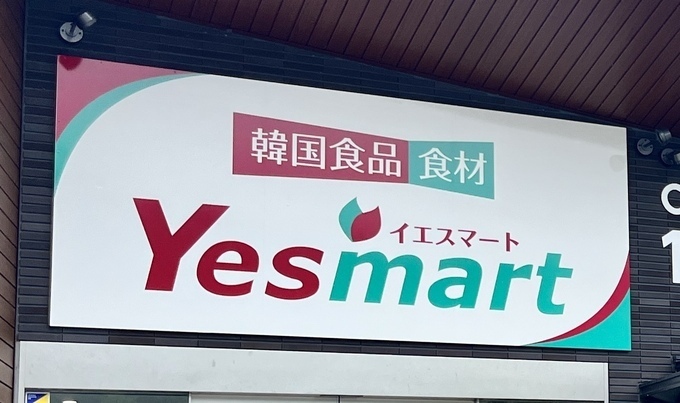 韓国食品 食材
イエスマート
Yesmart